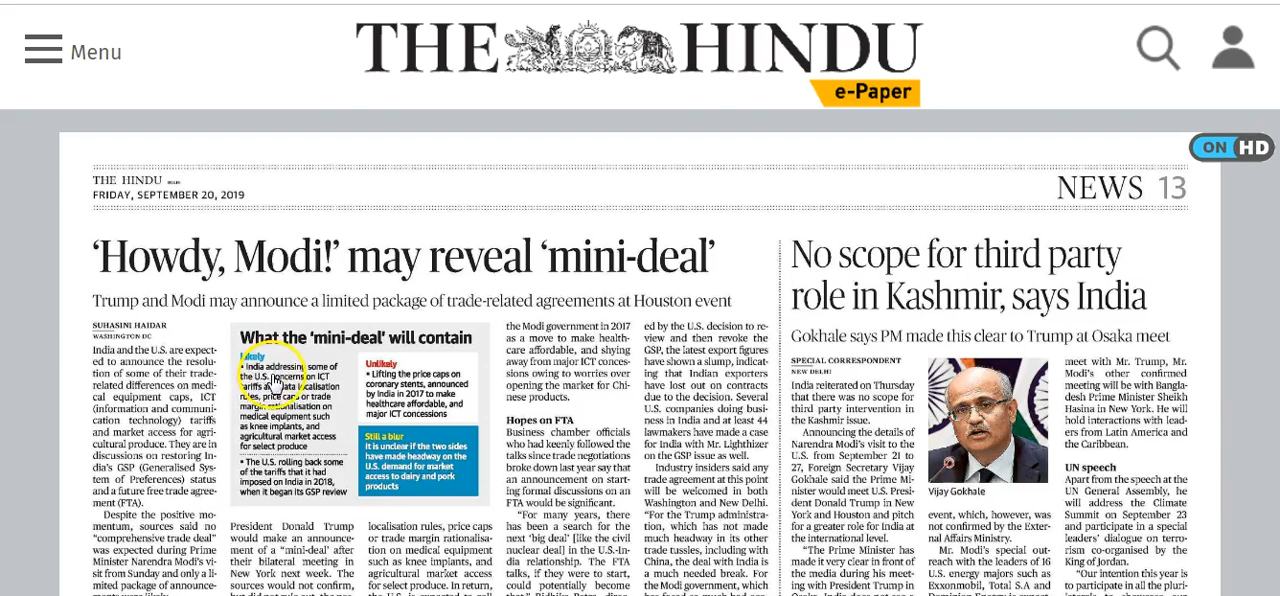 Menu
THE HINDU
e-Paper
ON HD
THE HINDU
FRIDAY, SEPTEMBER 20, 2019
NEWS 13
‘Howdy, Modi!’ may reveal ‘mini-deal’
Trump and Modi may announce a limited package of trade-related agreements at Houston event
SUHASINI HAIDAR
WASHINGTON DC
India and the U.S. are expect-
ed to announce the resolu-
tion of some of their trade-
related differences on medi-
cal equipment caps, ICT
(information and communi-
cation technology) tariffs
and market access for agri-
cultural produce. They are in
discussions on restoring In-
dia's GSP (Generalised Sys-
tem of Preferences) status
and a future free trade agree-
ment (FTA).
Despite the positive mo-
mentum, sources said no
“comprehensive trade deal”
was expected during Prime
Minister Narendra Modi's vi-
sit from Sunday and only a li-
mited package of announce-
ments were likely.
What the ‘mini-deal’ will contain
Likely
• India addressing some of
the U.S. concerns on ICT
tariffs and data localisation
rules, price caps or trade
margin rationalisation on
medical equipment such
as knee implants, and
agricultural market access
for select produce
• The U.S. rolling back some
of the tariffs that it had
imposed on India in 2018,
when it began its GSP review
Unlikely
• Lifting the price caps on
coronary stents, announced
by India in 2017 to make
healthcare affordable, and
major ICT concessions
Still a blur
It is unclear if the two sides
have made headway on the
U.S. demand for market
access to dairy and pork
products
President Donald Trump
would make an announce-
ment of a “mini-deal” after
their bilateral meeting in
New York next week. The
sources would not confirm,
localisation rules, price caps
or trade margin rationalisa-
tion on medical equipment
such as knee implants, and
agricultural market access
for select produce. In return,
the Modi government in 2017
as a move to make health-
care affordable, and shying
away from major ICT conces-
sions owing to worries over
opening the market for Chi-
nese products.
Hopes on FTA
Business chamber officials
who had keenly followed the
talks since trade negotiations
broke down last year say that
an announcement on start-
ing formal discussions on an
FTA would be significant.
“For many years, there
has been a search for the
next ‘big deal’ [like the civil
nuclear deal] in the U.S.-In-
dia relationship. The FTA
talks, if they were to start,
could potentially become
ed by the U.S. decision to re-
view and then revoke the
GSP, the latest export figures
have shown a slump, indicat-
ing that Indian exporters
have lost out on contracts
due to the decision. Several
U.S. companies doing busi-
ness in India and at least 44
lawmakers have made a case
for India with Mr. Lighthizer
on the GSP issue as well.
Industry insiders said any
trade agreement at this point
will be welcomed in both
Washington and New Delhi.
“For the Trump administra-
tion, which has not made
much headway in its other
trade tussles, including with
China, the deal with India is
a much needed break. For
the Modi government, which
No scope for third party
role in Kashmir, says India
Gokhale says PM made this clear to Trump at Osaka meet
SPECIAL CORRESPONDENT
NEW DELHI
India reiterated on Thursday
that there was no scope for
third party intervention in
the Kashmir issue.
Announcing the details of
Narendra Modi's visit to the
U.S. from September 21 to
27, Foreign Secretary Vijay
Gokhale said the Prime Mi-
nister would meet U.S. Presi-
dent Donald Trump in New
York and Houston and pitch
for a greater role for India at
the international level.
“The Prime Minister has
made it very clear in front of
the media during his meet-
ing with President Trump in
Vijay Gokhale
event, which, however, was
not confirmed by the Exter-
nal Affairs Ministry.
Mr. Modi's special out-
reach with the leaders of 16
U.S. energy majors such as
Exxonmobil, Total S.A and
meet with Mr. Trump, Mr.
Modi's other confirmed
meeting will be with Bangla-
desh Prime Minister Sheikh
Hasina in New York. He will
hold interactions with lead-
ers from Latin America and
the Caribbean.
UN speech
Apart from the speech at the
UN General Assembly, he
will address the Climate
Summit on September 23
and participate in a special
leaders' dialogue on terro-
rism co-organised by the
King of Jordan.
“Our intention this year is
to participate in all the pluri-